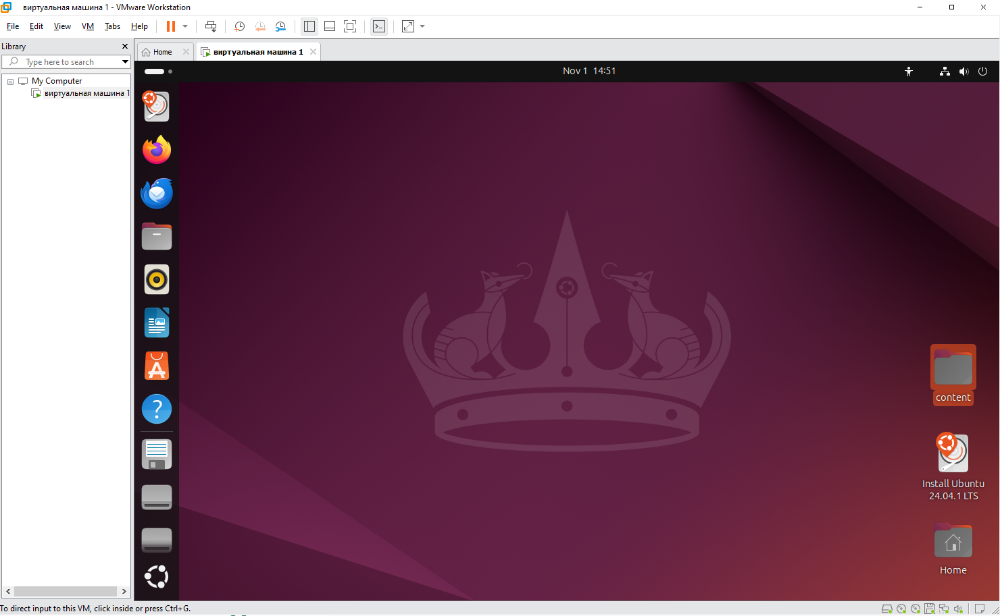 виртуальная машина 1 - VMware Workstation
File Edit View VM Tabs Help
Library
Type here to search
My Computer
виртуальная машина 1
Home
виртуальная машина 1
Nov 1 14:51
content
Install Ubuntu
24.04.1 LTS
Home
To direct input to this VM, click inside or press Ctrl+G.